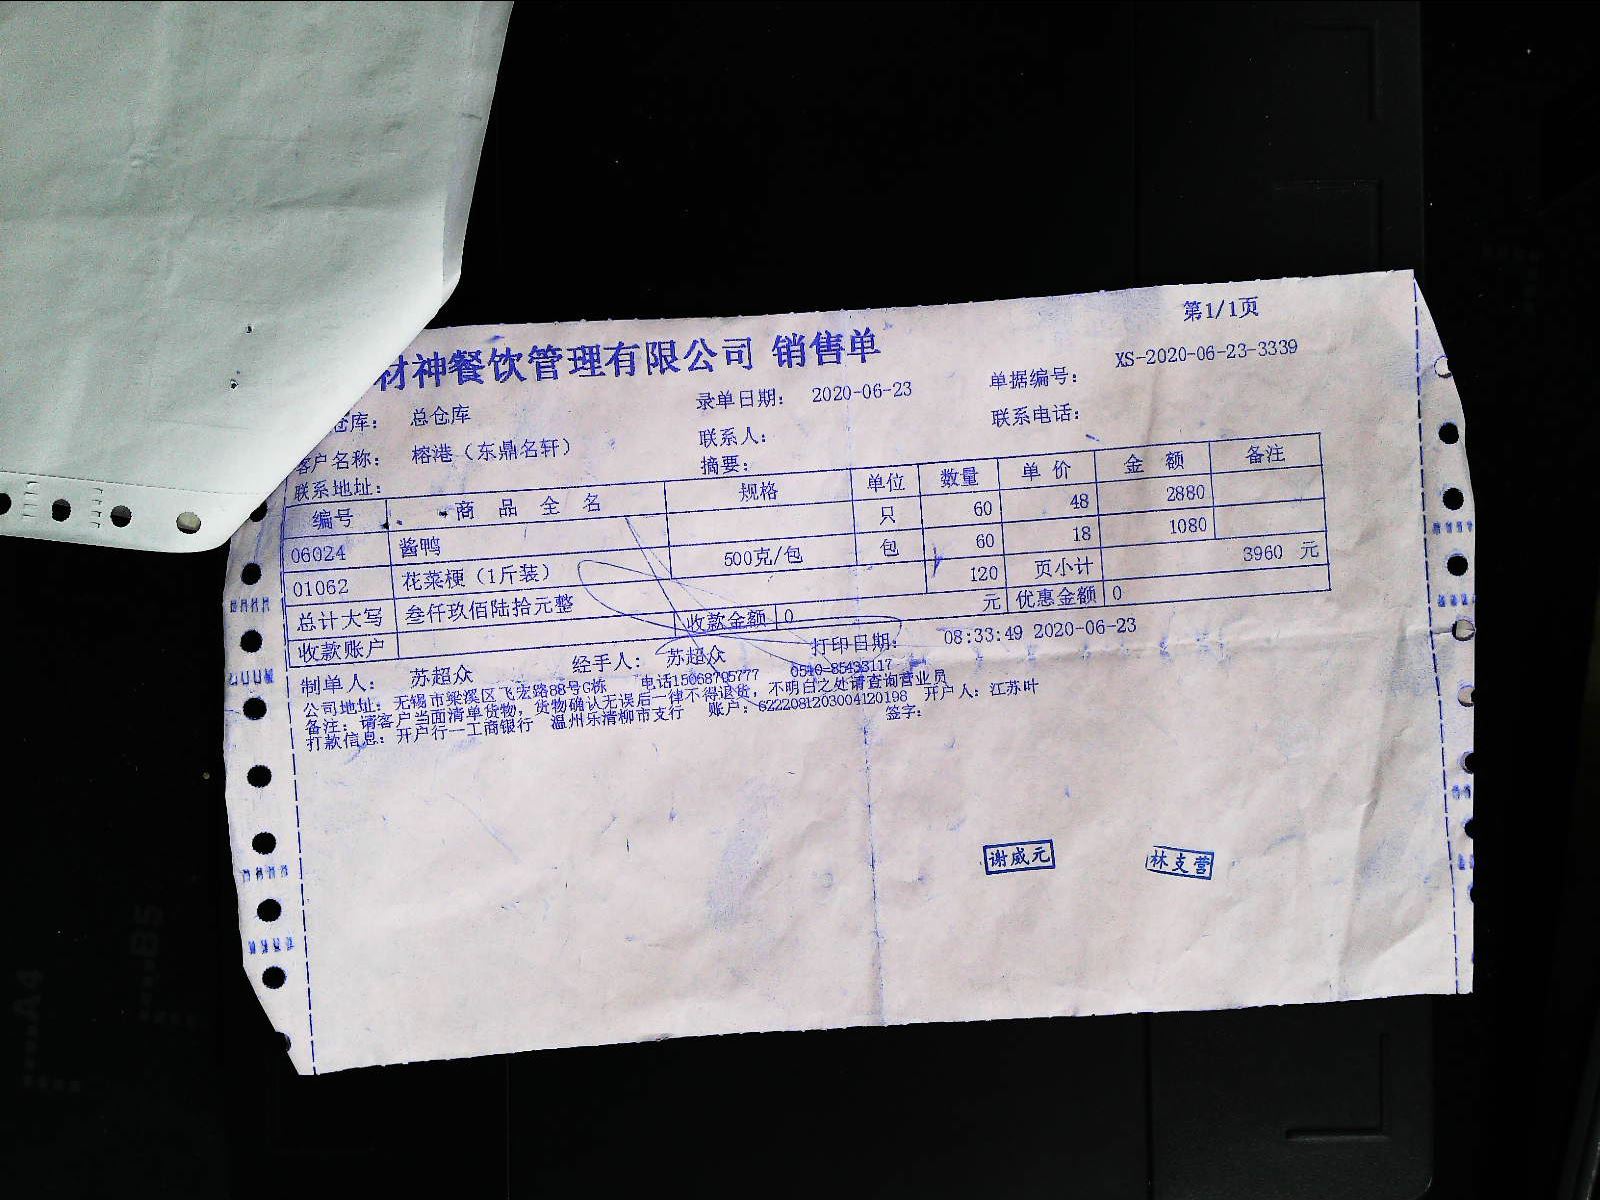 第1/1页
材神餐饮管理有限公司 销售单
仓库： 总仓库 录单日期： 2020-06-23 单据编号： XS-2020-06-23-3339
客户名称： 榕港（东鼎名轩） 联系人： 联系电话：
联系地址： 摘要：
编号 商品全名 规格 单位 数量 单价 金额 备注
06024 酱鸭 只 60 48 2880
01062 花菜梗（1斤装） 500克/包 包 60 18 1080
总计大写 叁仟玖佰陆拾元整 120 页小计 3960 元
收款账户 收款金额 0 元 优惠金额 0
制单人： 苏超众 经手人： 苏超众 打印日期： 08:33:49 2020-06-23
公司地址：无锡市梁溪区飞宏路88号G栋 电话15068705777 0510-85433117
备注：请客户当面清单货物，货物确认无误后一律不得退货，不明白之处请查询营业员
打款信息：开户行—工商银行 温州乐清柳市支行 账户：6222081203004120198 开户人：江苏叶
签字：
谢威元 林支营